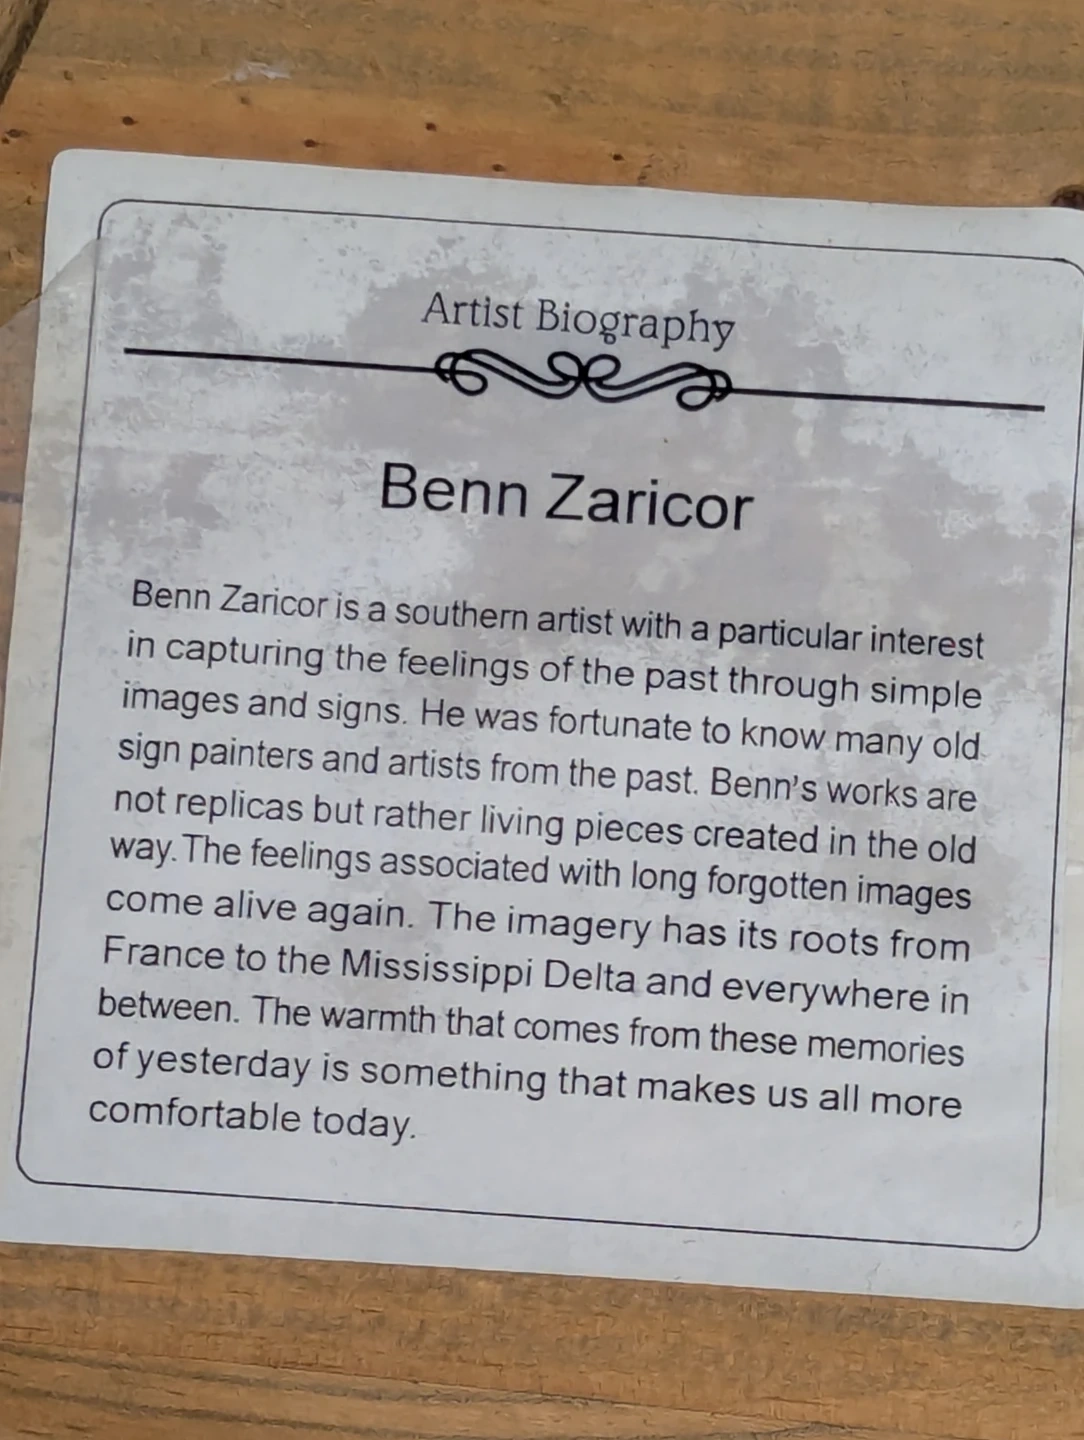 Artist Biography
Benn Zaricor
Benn Zaricor is a southern artist with a particular interest
in capturing the feelings of the past through simple
images and signs. He was fortunate to know many old
sign painters and artists from the past. Benn's works are
not replicas but rather living pieces created in the old
way. The feelings associated with long forgotten images
come alive again. The imagery has its roots from
France to the Mississippi Delta and everywhere in
between. The warmth that comes from these memories
of yesterday is something that makes us all more
comfortable today.